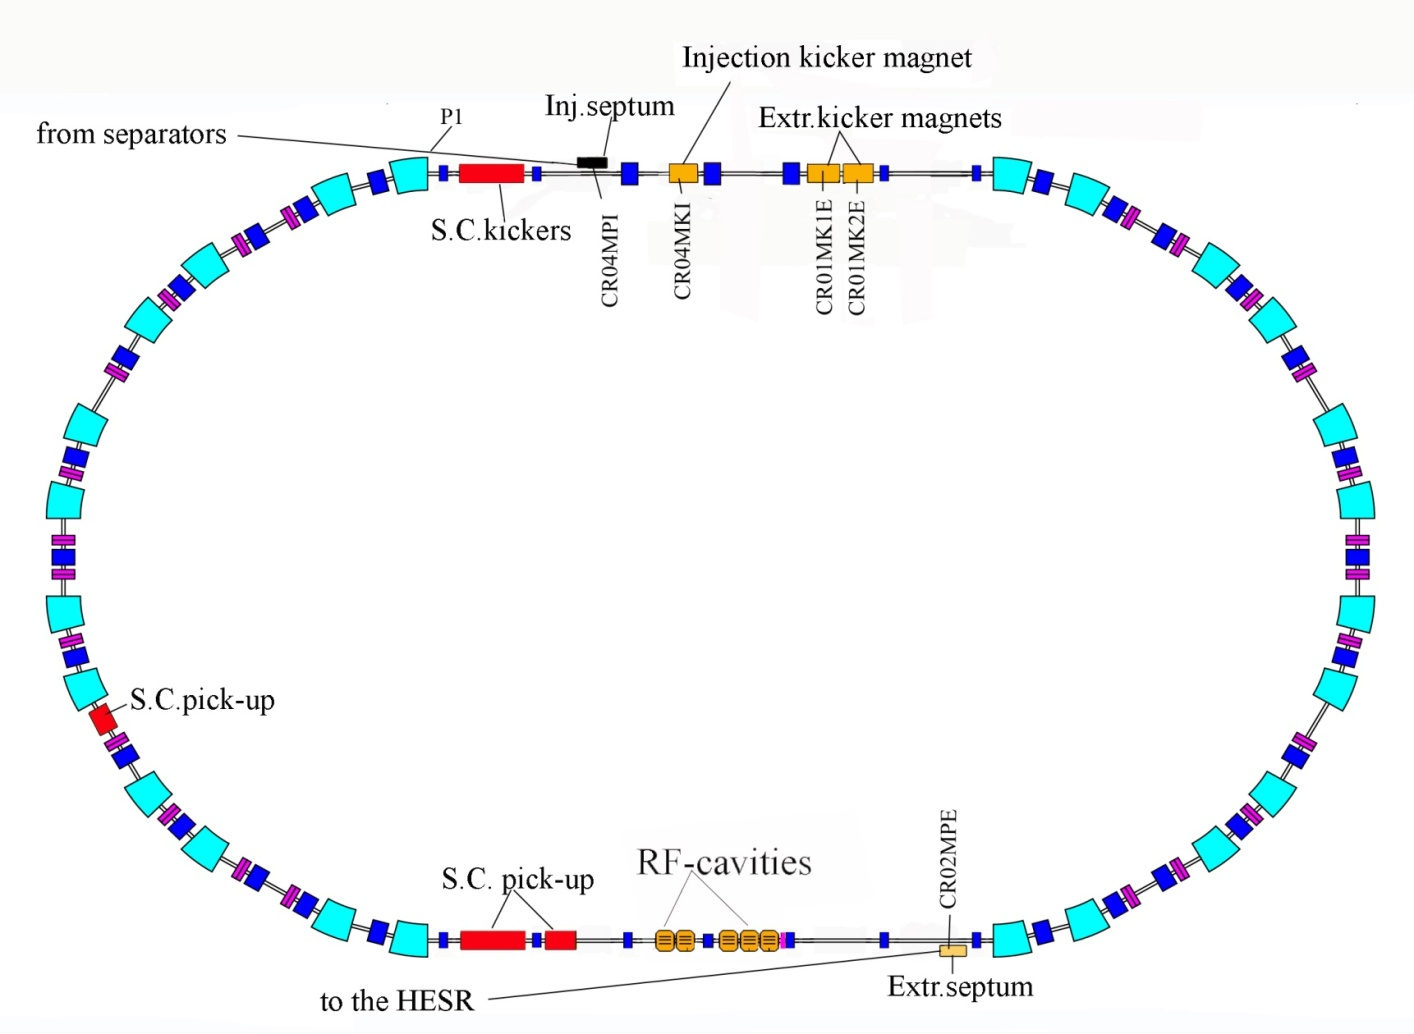 Injection kicker magnet
Inj.septum
P1
Extr.kicker magnets
from separators
S.C.kickers
CR04MPI
CR04MKI
CR01MK1E
CR01MK2E
S.C.pick-up
CR02MPE
RF-cavities
S.C. pick-up
Extr.septum
to the HESR